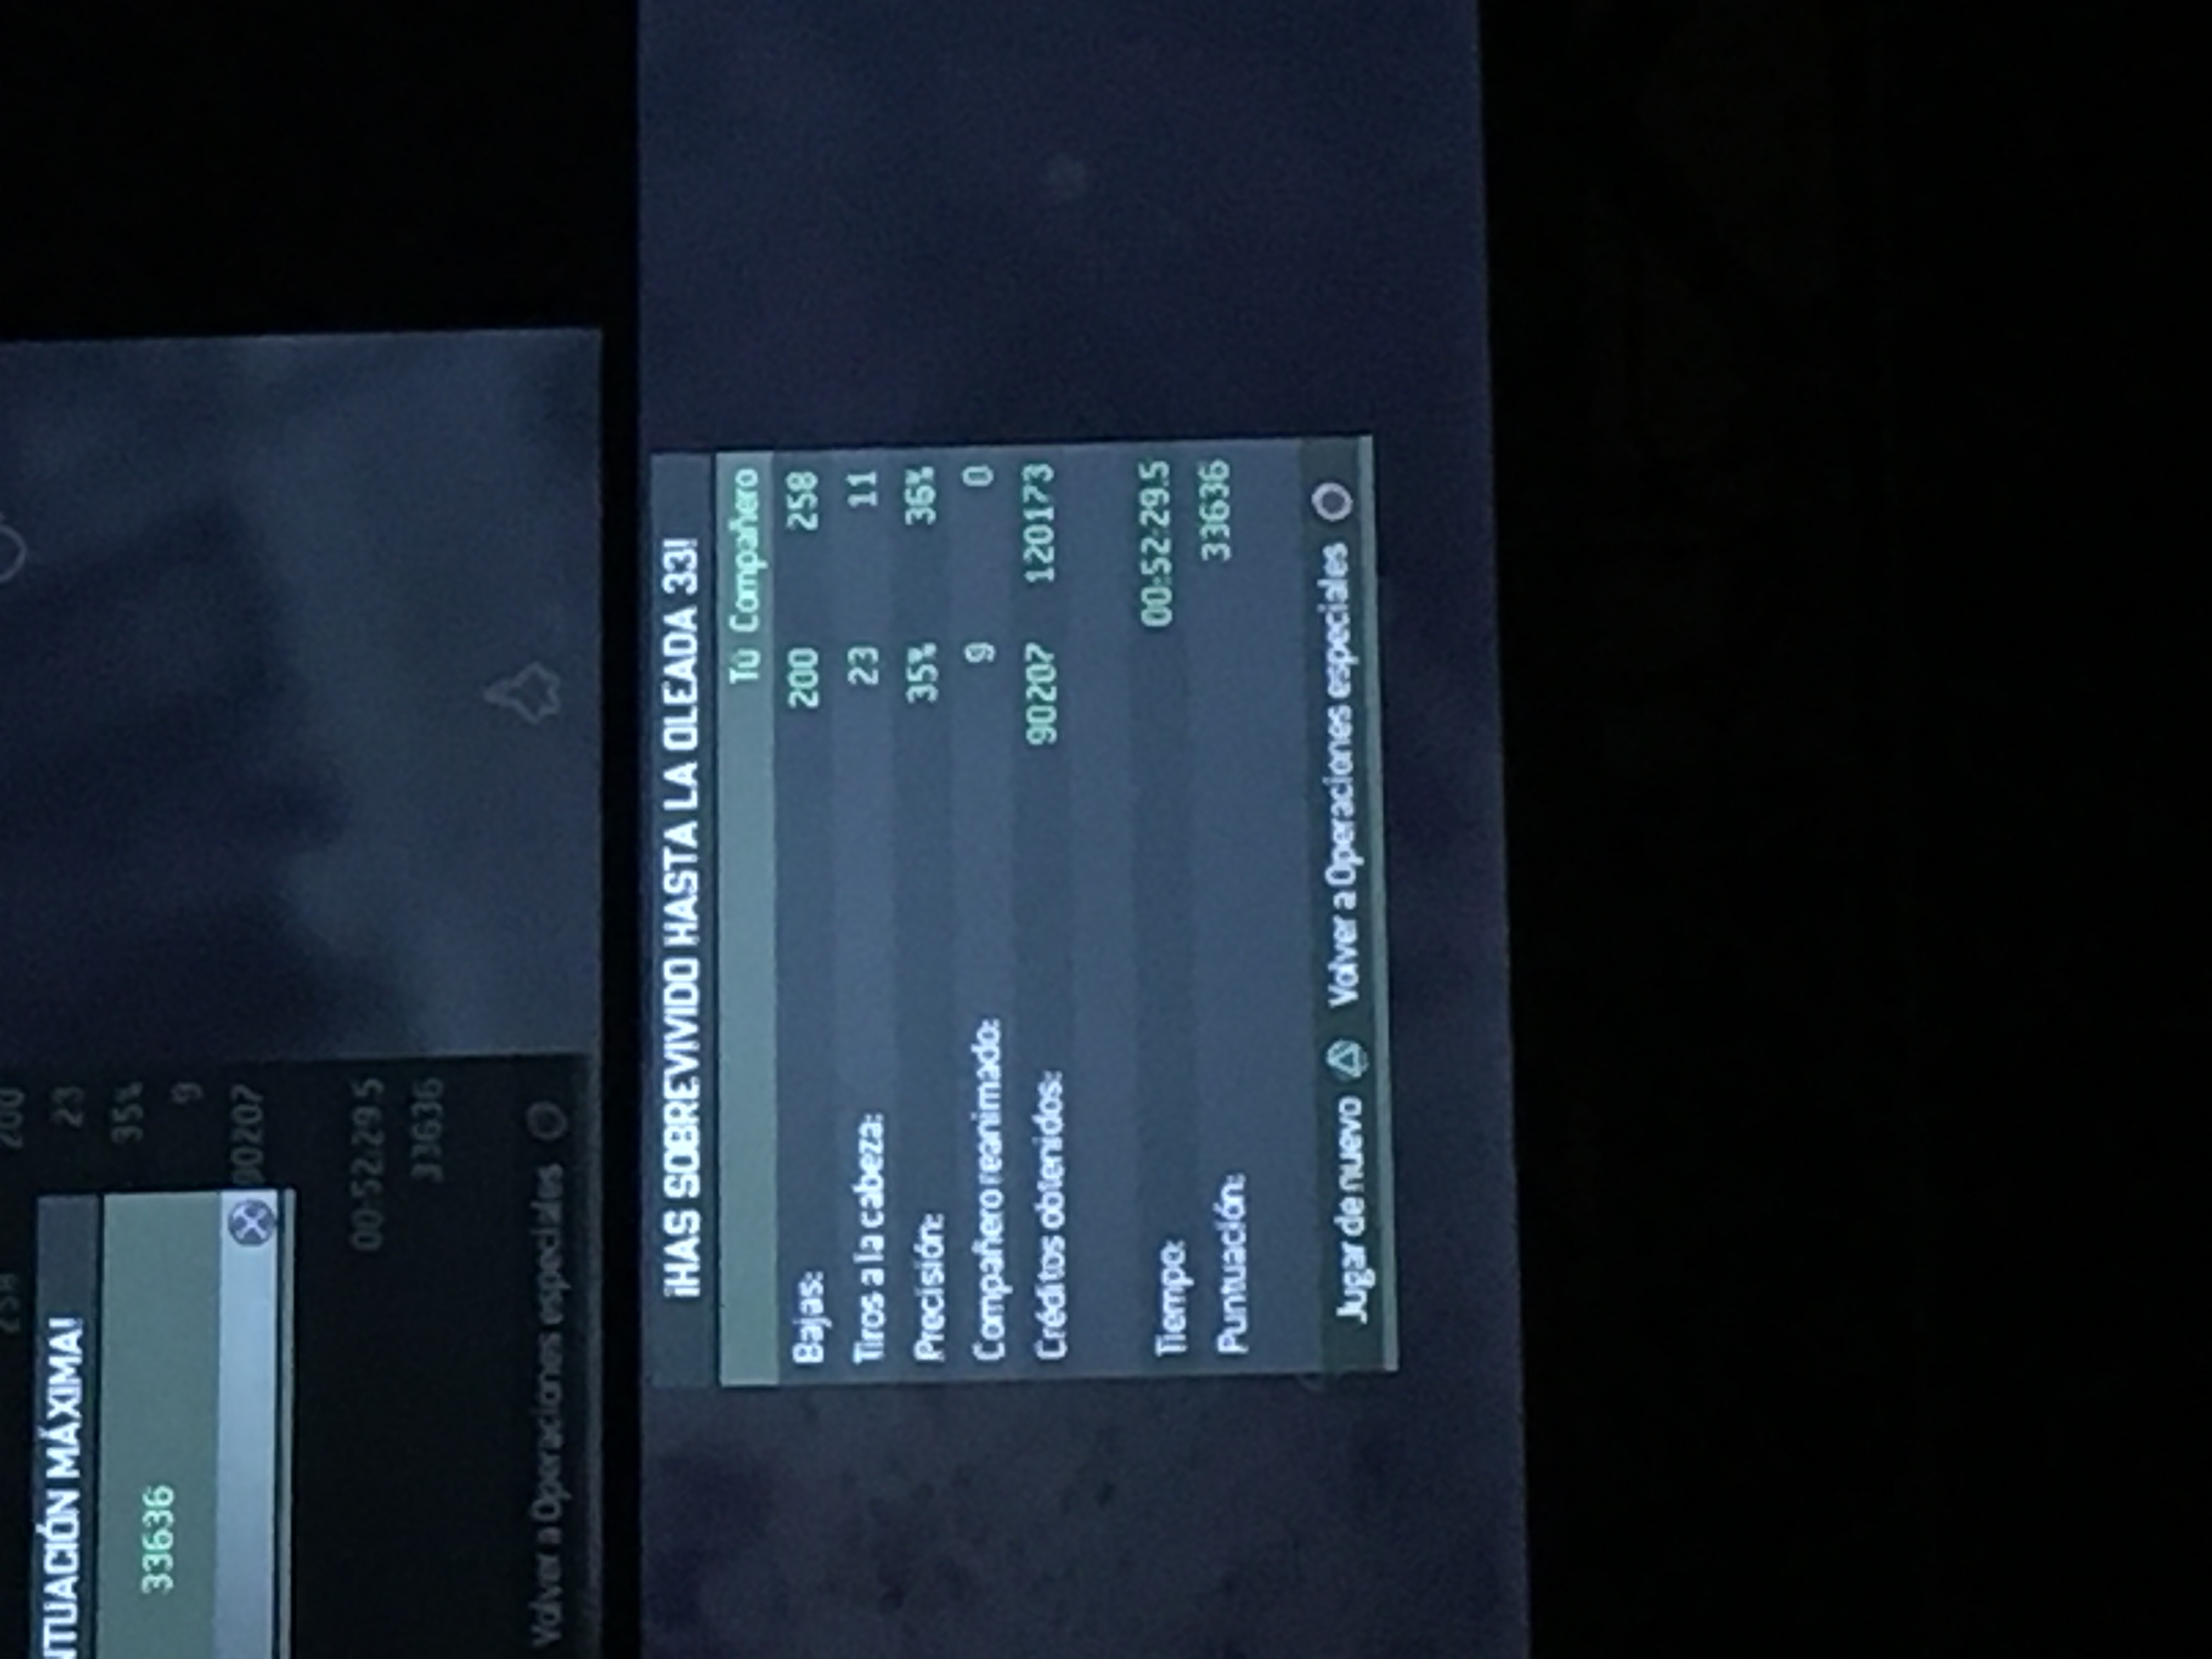 258 200
NTUACIÓN MÁXIMA!
23
35%
33636
9
90207
00:52:29.5
33636
Volver a Operaciones especiales
¡HAS SOBREVIVIDO HASTA LA OLEADA 33!
Tú Compañero
Bajas: 200 258
Tiros a la cabeza: 23 11
Precisión: 35% 36%
Compañero reanimado: 9 0
Créditos obtenidos: 90207 120173
Tiempo: 00:52:29.5
Puntuación: 33636
Jugar de nuevo Volver a Operaciones especiales